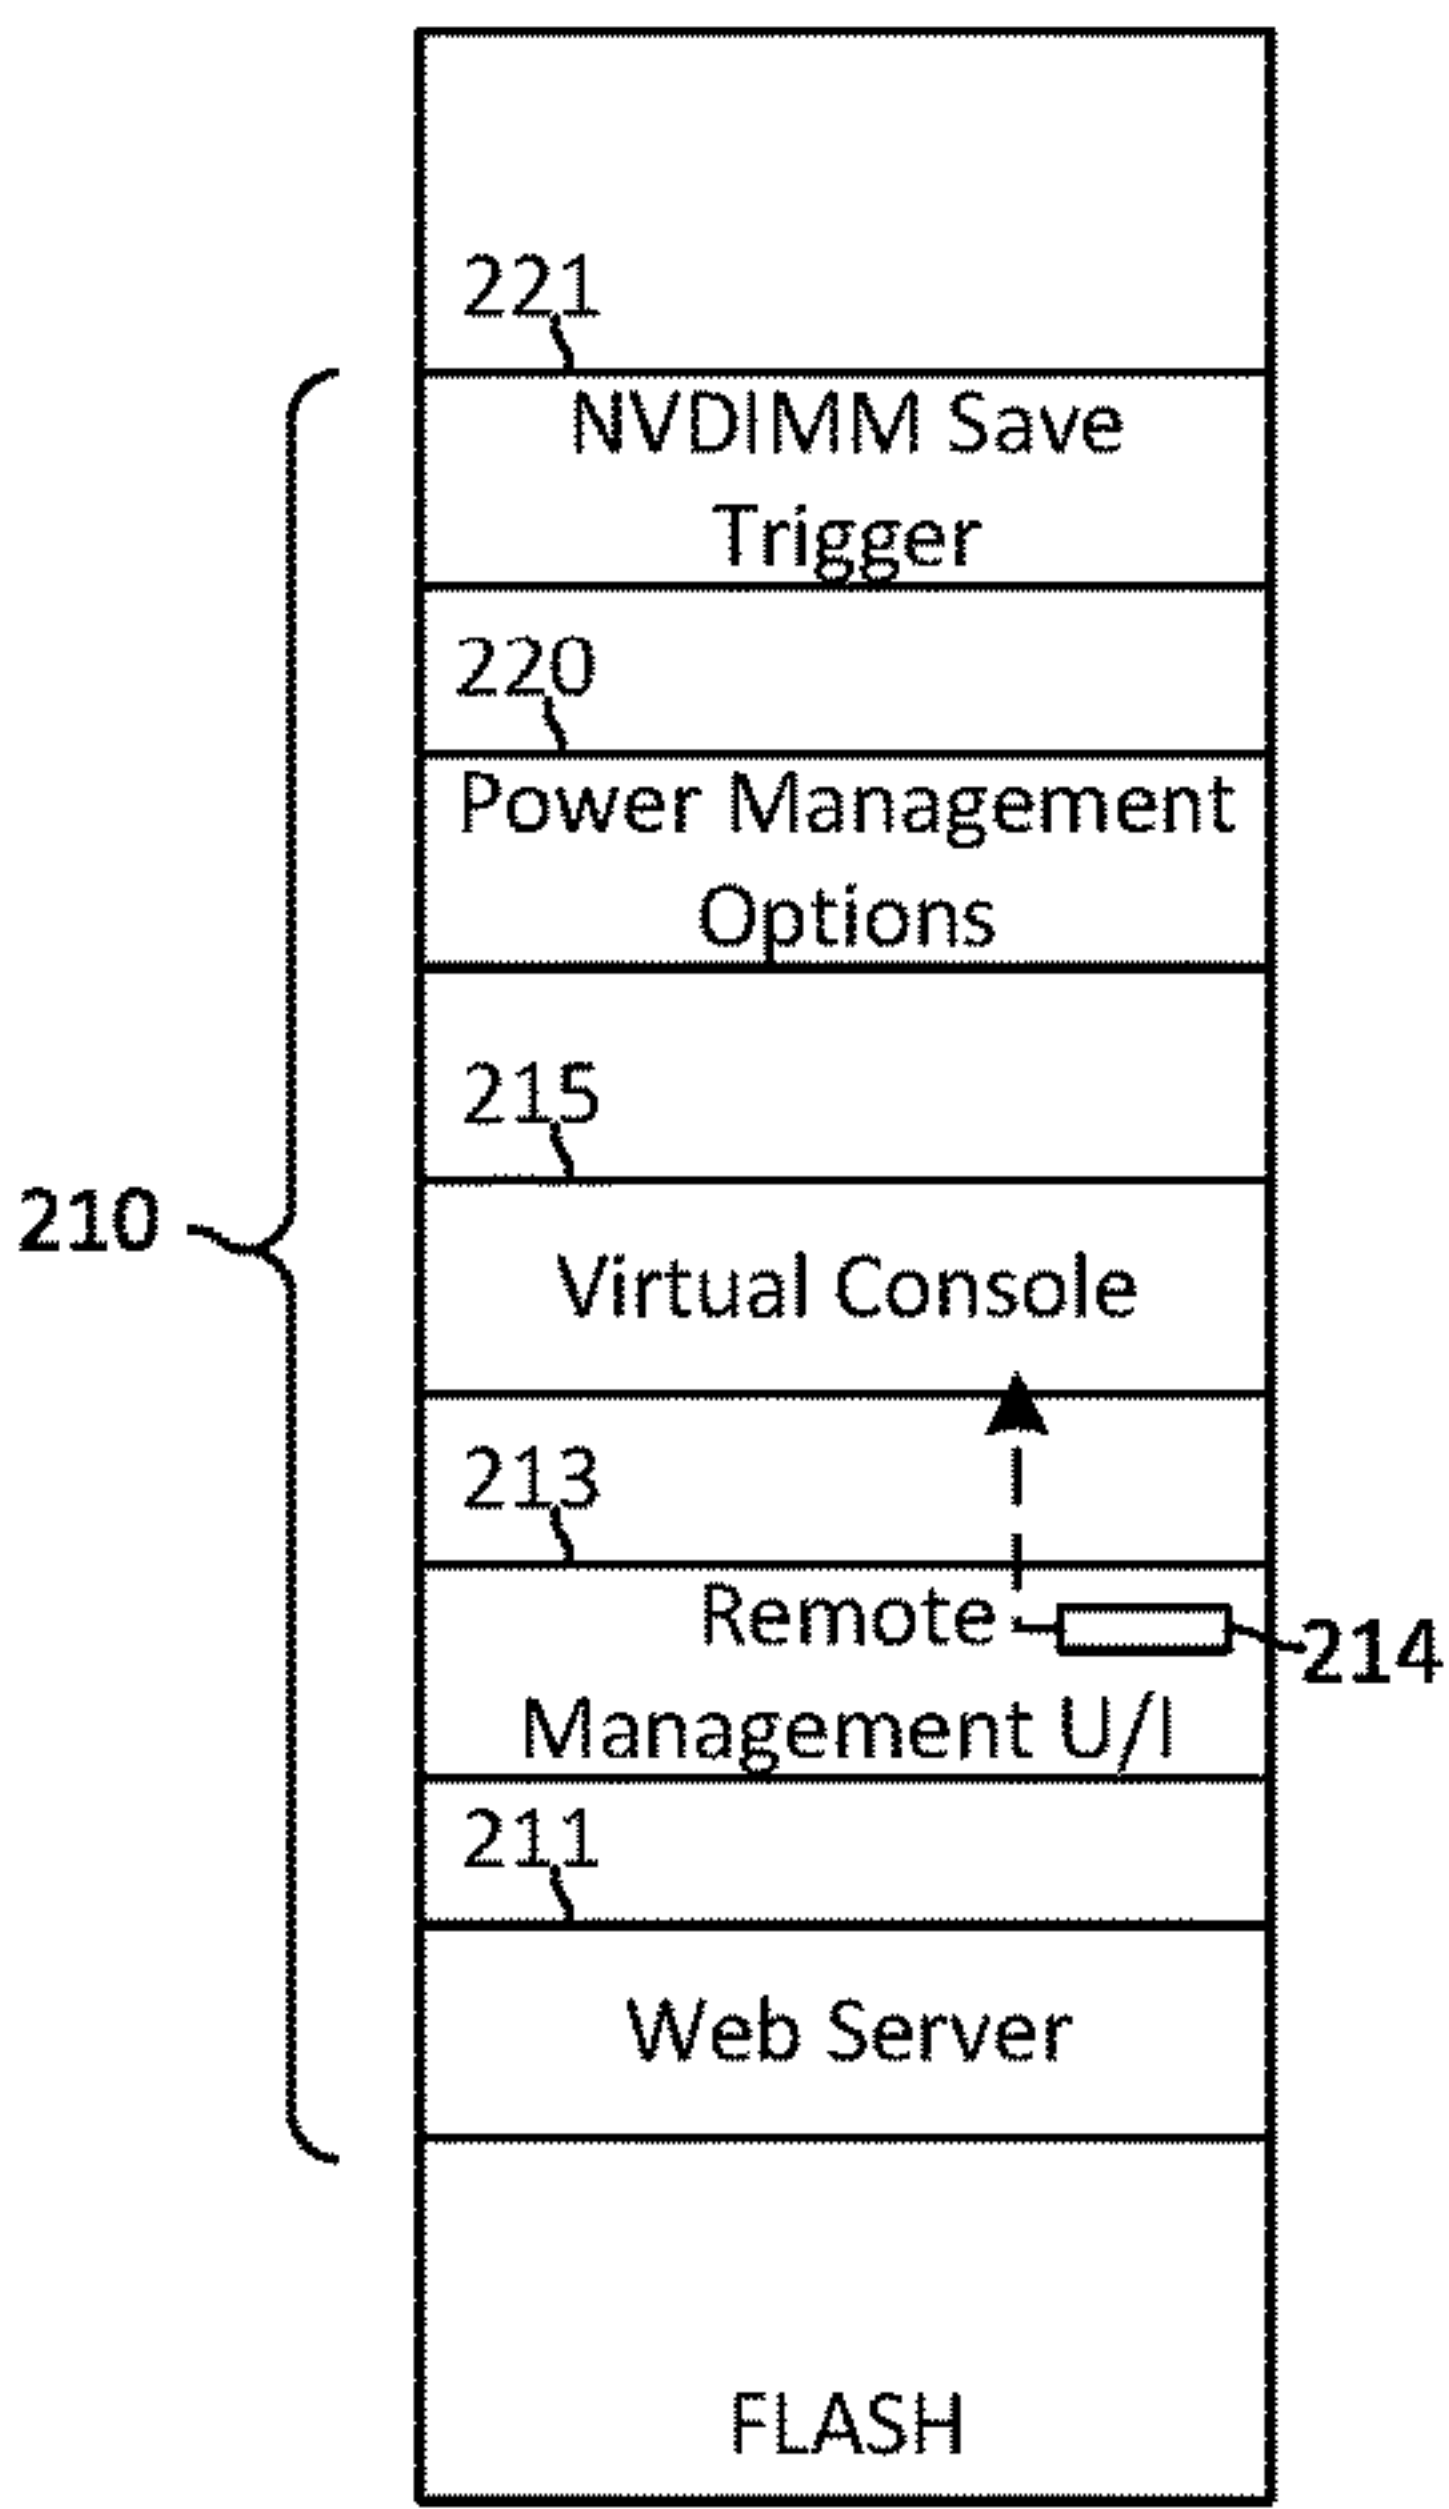 221
NVDIMM Save
Trigger
220
Power Management
Options
215
210
Virtual Console
213
Remote
214
Management U/I
211
Web Server
FLASH